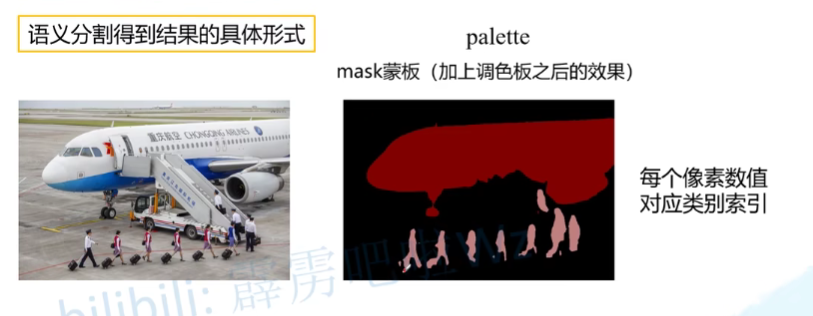 语义分割得到结果的具体形式
palette
mask蒙板（加上调色板之后的效果）
重庆航空 CHONGQING AIRLINES
每个像素数值
对应类别索引
bilibili: 霹雳吧啦Wz